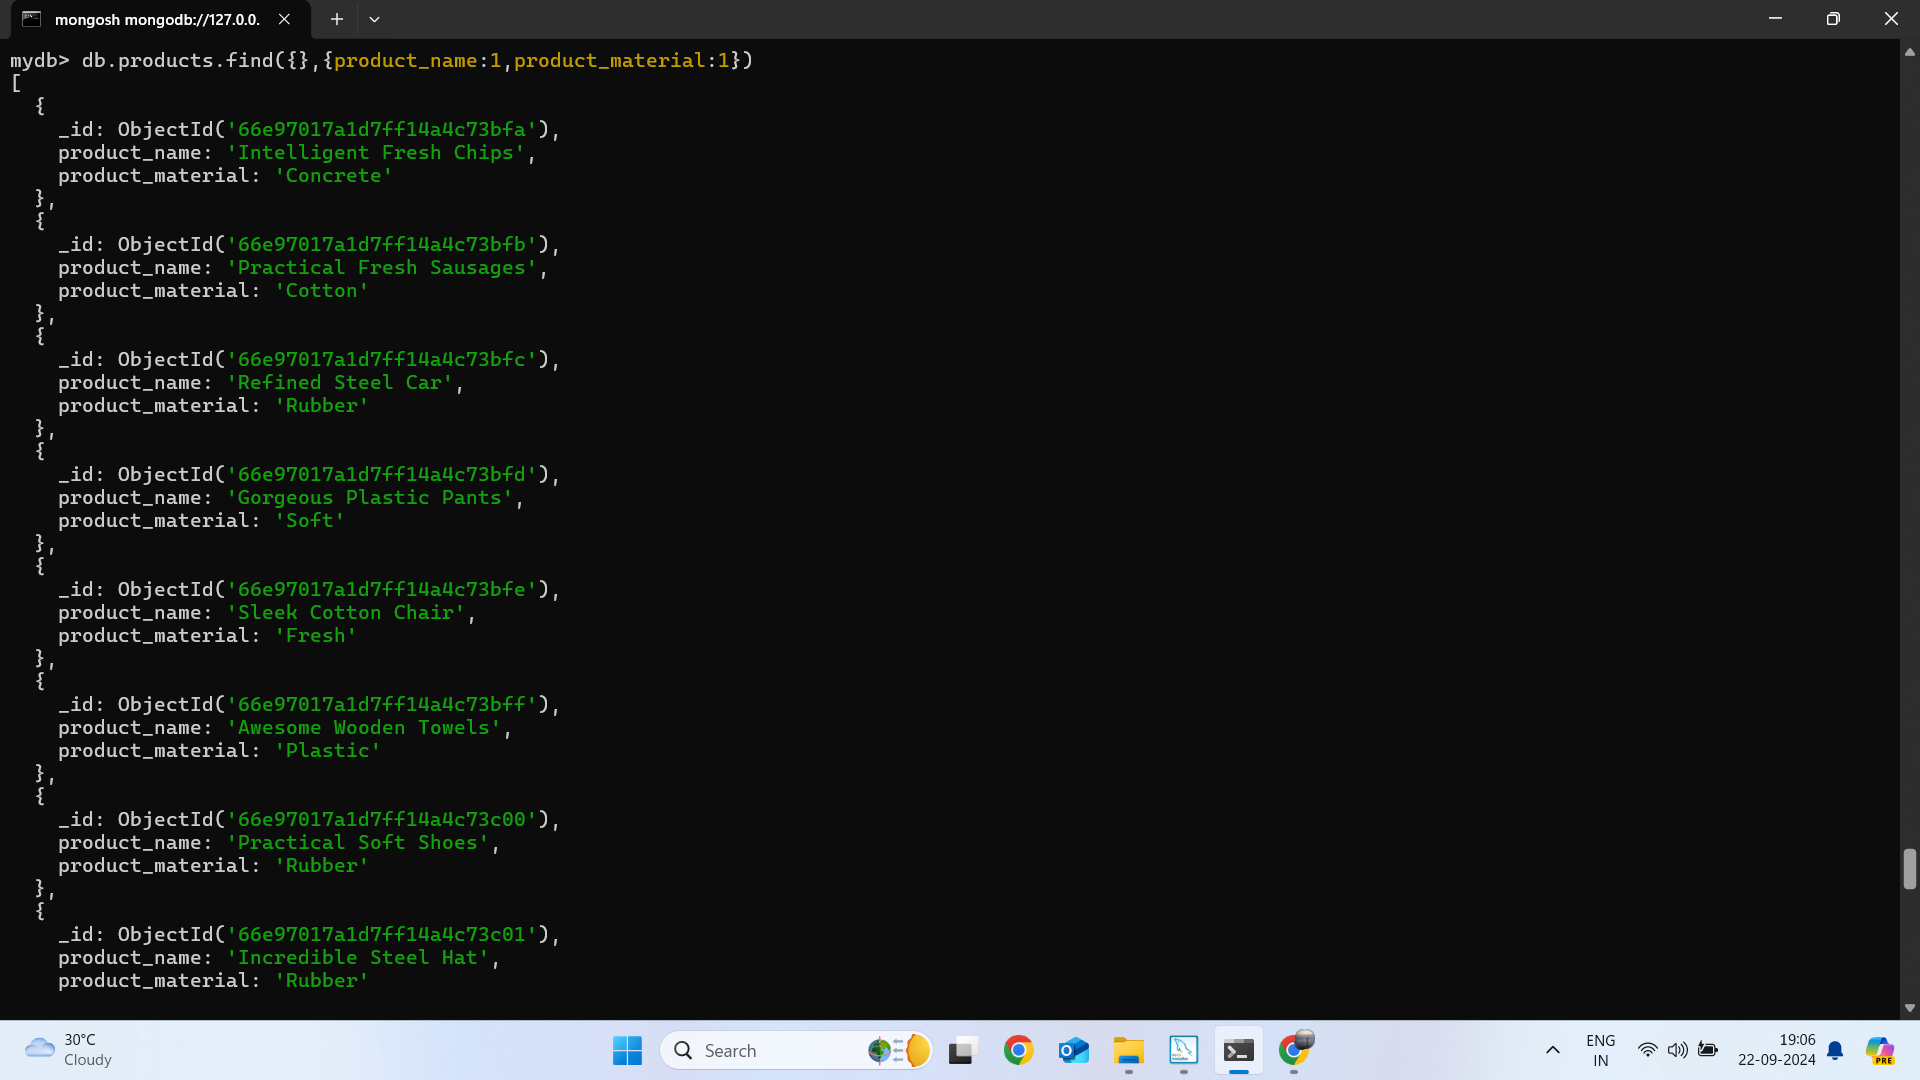 mongosh mongodb://127.0.0.
mydb> db.products.find({},{product_name:1,product_material:1})
[
  {
    _id: ObjectId('66e97017a1d7ff14a4c73bfa'),
    product_name: 'Intelligent Fresh Chips',
    product_material: 'Concrete'
  },
  {
    _id: ObjectId('66e97017a1d7ff14a4c73bfb'),
    product_name: 'Practical Fresh Sausages',
    product_material: 'Cotton'
  },
  {
    _id: ObjectId('66e97017a1d7ff14a4c73bfc'),
    product_name: 'Refined Steel Car',
    product_material: 'Rubber'
  },
  {
    _id: ObjectId('66e97017a1d7ff14a4c73bfd'),
    product_name: 'Gorgeous Plastic Pants',
    product_material: 'Soft'
  },
  {
    _id: ObjectId('66e97017a1d7ff14a4c73bfe'),
    product_name: 'Sleek Cotton Chair',
    product_material: 'Fresh'
  },
  {
    _id: ObjectId('66e97017a1d7ff14a4c73bff'),
    product_name: 'Awesome Wooden Towels',
    product_material: 'Plastic'
  },
  {
    _id: ObjectId('66e97017a1d7ff14a4c73c00'),
    product_name: 'Practical Soft Shoes',
    product_material: 'Rubber'
  },
  {
    _id: ObjectId('66e97017a1d7ff14a4c73c01'),
    product_name: 'Incredible Steel Hat',
    product_material: 'Rubber'
30°C
Cloudy
Search
ENG
IN
19:06
22-09-2024
PRE